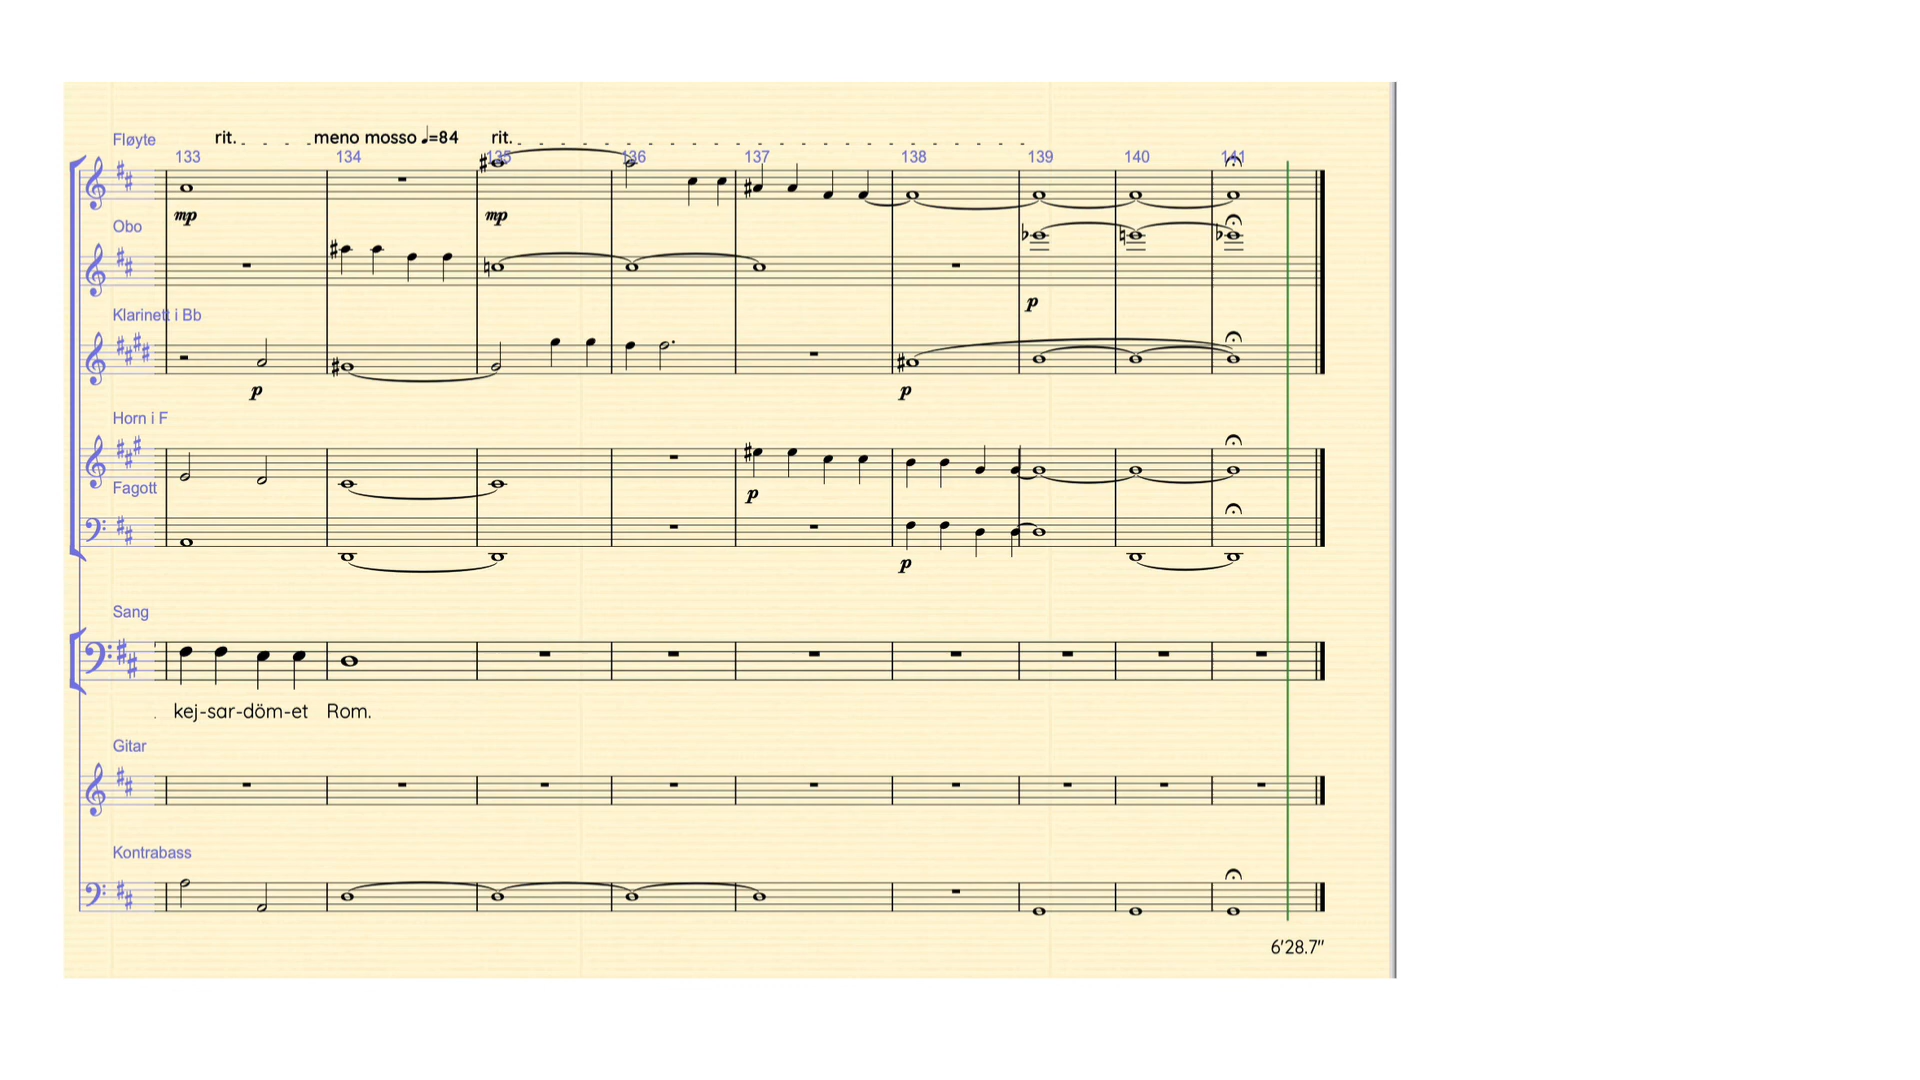 rit. meno mosso ♩=84 rit.
Fløyte
133 134 135 136 137 138 139 140 141
mp mp
Obo
p
Klarinett i Bb
p p
Horn i F
p
Fagott
p
Sang
kej-sar-döm-et Rom.
Gitar
Kontrabass
6'28.7"